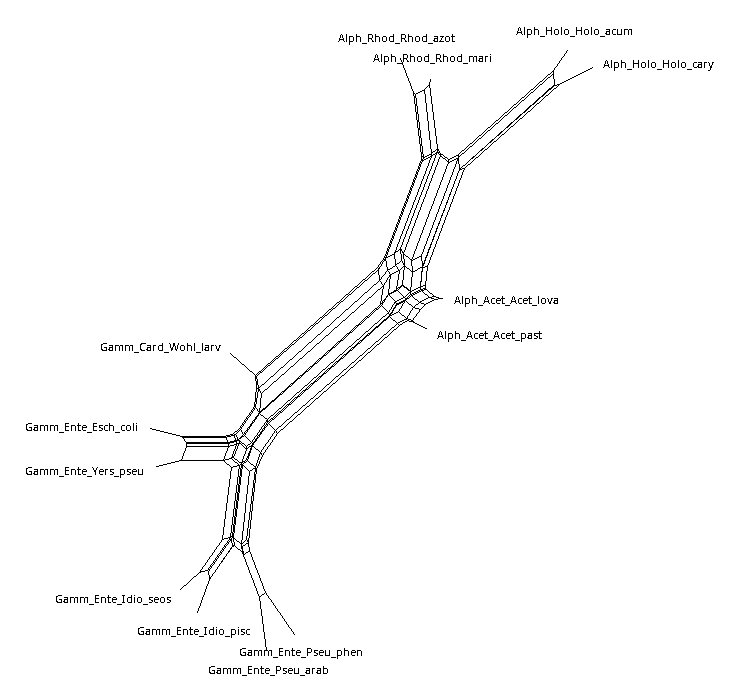 Alph_Holo_Holo_acum
Alph_Rhod_Rhod_azot
Alph_Rhod_Rhod_mari
Alph_Holo_Holo_cary
Alph_Acet_Acet_lova
Alph_Acet_Acet_past
Gamm_Card_Wohl_larv
Gamm_Ente_Esch_coli
Gamm_Ente_Yers_pseu
Gamm_Ente_Idio_seos
Gamm_Ente_Idio_pisc
Gamm_Ente_Pseu_phen
Gamm_Ente_Pseu_arab